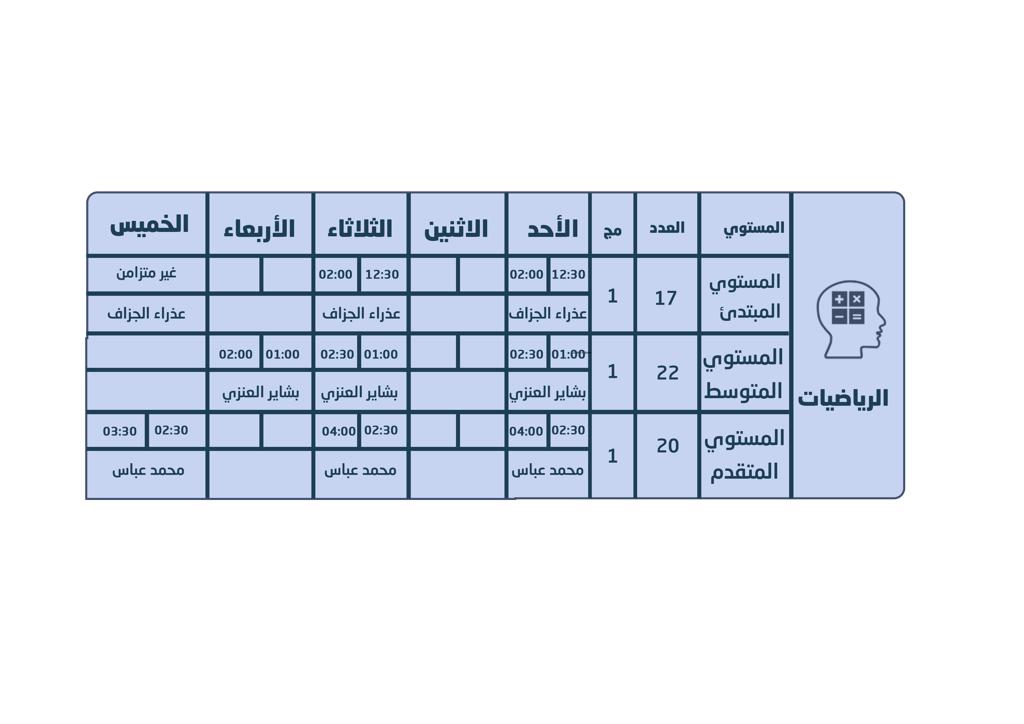 الرياضيات
المستوي العدد مج الأحد الاثنين الثلاثاء الأربعاء الخميس
المستوي المبتدئ 17 1 12:30 02:00 12:30 02:00 غير متزامن
عذراء الجزاف عذراء الجزاف عذراء الجزاف
المستوي المتوسط 22 1 01:00 02:30 01:00 02:30 01:00 02:00
بشاير العنزي بشاير العنزي بشاير العنزي
المستوي المتقدم 20 1 02:30 04:00 02:30 04:00 02:30 03:30
محمد عباس محمد عباس محمد عباس